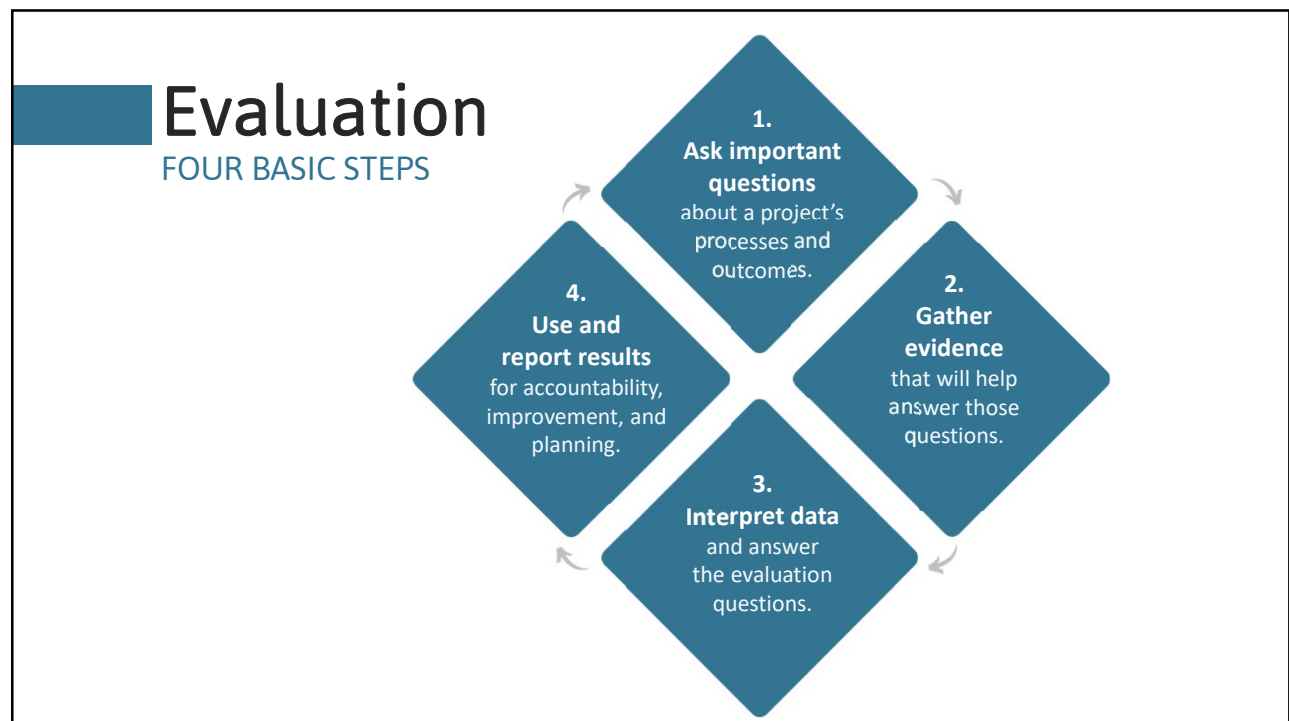 Evaluation
FOUR BASIC STEPS
1.
Ask important
questions
about a project’s
processes and
outcomes.
2.
Gather
evidence
that will help
answer those
questions.
3.
Interpret data
and answer
the evaluation
questions.
4.
Use and
report results
for accountability,
improvement, and
planning.